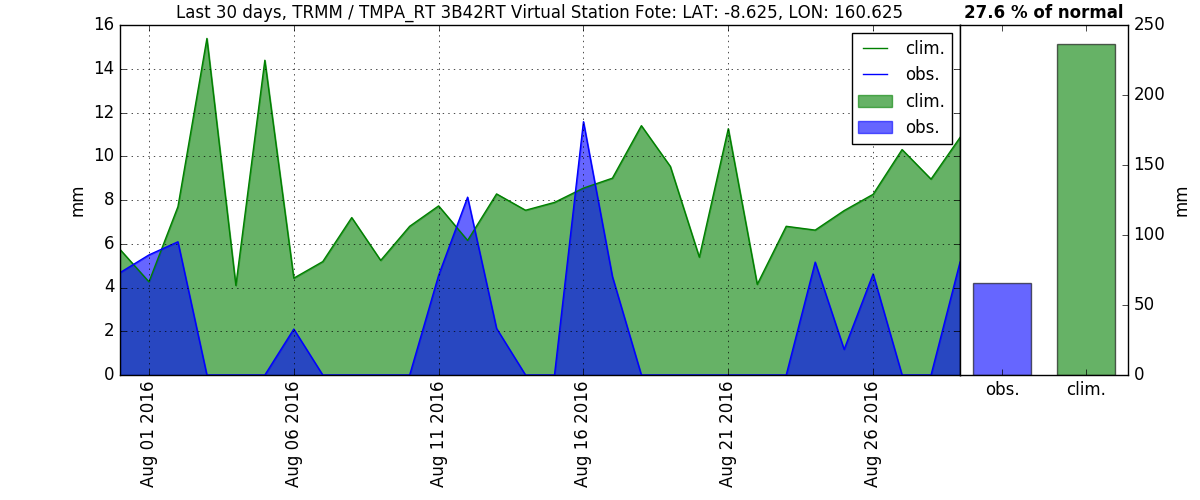 Last 30 days, TRMM / TMPA_RT 3B42RT Virtual Station Fote: LAT: -8.625, LON: 160.625
27.6 % of normal
16
14
12
10
8
6
4
2
0
mm
clim.
obs.
clim.
obs.
250
200
150
100
50
0
mm
Aug 01 2016
Aug 06 2016
Aug 11 2016
Aug 16 2016
Aug 21 2016
Aug 26 2016
obs.
clim.